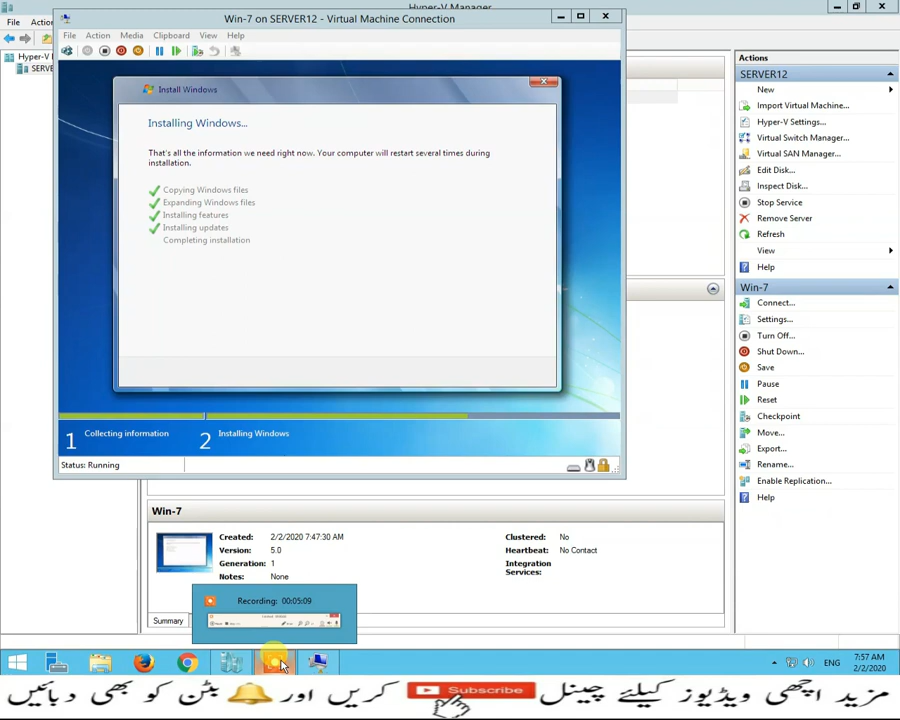 Hyper-V Manager
File
Action
Hyper-V
SERVE
Win-7 on SERVER12 - Virtual Machine Connection
File Action Media Clipboard View Help
Install Windows
Installing Windows...
That's all the information we need right now. Your computer will restart several times during
installation.
Copying Windows files
Expanding Windows files
Installing features
Installing updates
Completing installation
1 Collecting information 2 Installing Windows
Status: Running
Actions
SERVER12
New
Import Virtual Machine...
Hyper-V Settings...
Virtual Switch Manager...
Virtual SAN Manager...
Edit Disk...
Inspect Disk...
Stop Service
Remove Server
Refresh
View
Help
Win-7
Connect...
Settings...
Turn Off...
Shut Down...
Save
Pause
Reset
Checkpoint
Move...
Export...
Rename...
Enable Replication...
Help
Win-7
Created: 2/2/2020 7:47:30 AM Clustered: No
Version: 5.0 Heartbeat: No Contact
Generation: 1 Integration
Services:
Notes: None
Recording: 00:05:09
Summary
ENG
7:57 AM
2/2/2020
مزید اچھی ویڈیوز کیلئے چینل Subscribe کریں اور بٹن کو بھی دبائیں